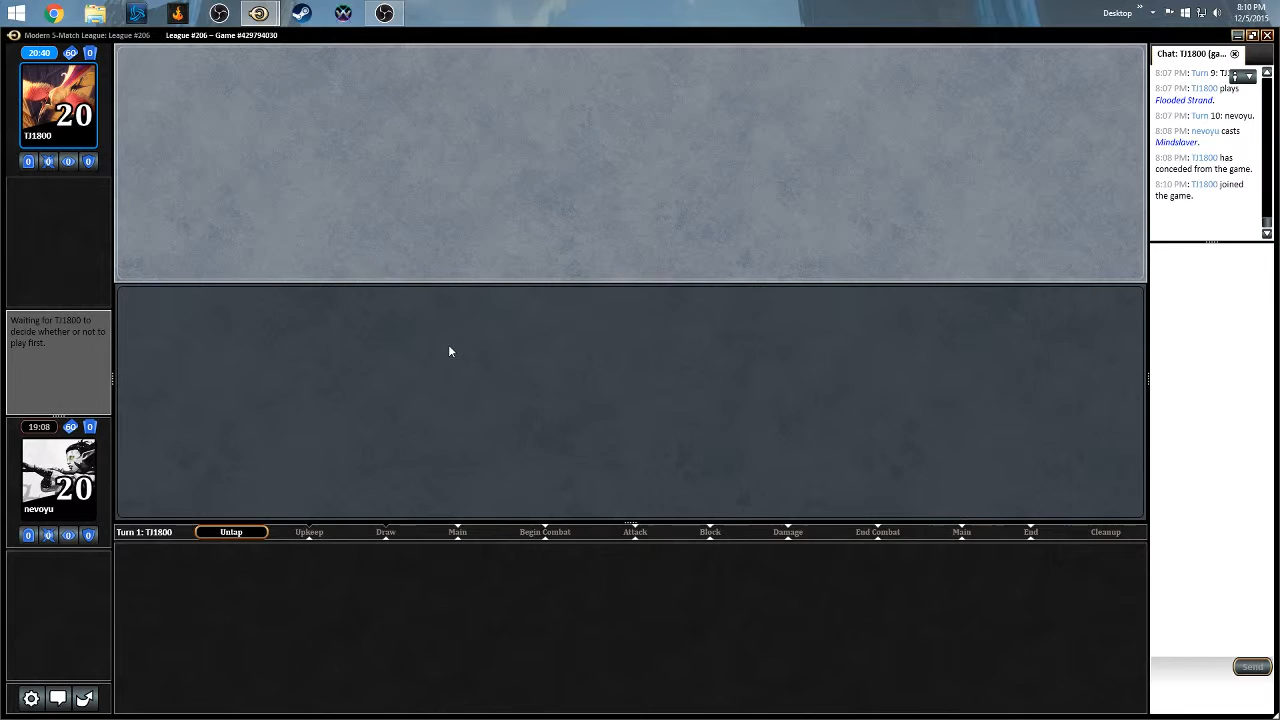 Desktop
»
8:10 PM
12/5/2015
Modern 5-Match League: League #206
League #206 – Game #429794030
20:40
60
0
20
TJ1800
0
0
0
0
Waiting for TJ1800 to
decide whether or not to
play first.
19:08
60
0
20
nevoyu
0
0
0
0
Turn 1: TJ1800
Untap
Upkeep
Draw
Main
Begin Combat
Attack
Block
Damage
End Combat
Main
End
Cleanup
Chat: TJ1800 (ga...
8:07 PM: Turn 9: TJ
8:07 PM: TJ1800 plays
Flooded Strand.
8:07 PM: Turn 10: nevoyu.
8:08 PM: nevoyu casts
Mindslaver.
8:08 PM: TJ1800 has
conceded from the game.
8:10 PM: TJ1800 joined
the game.
Send